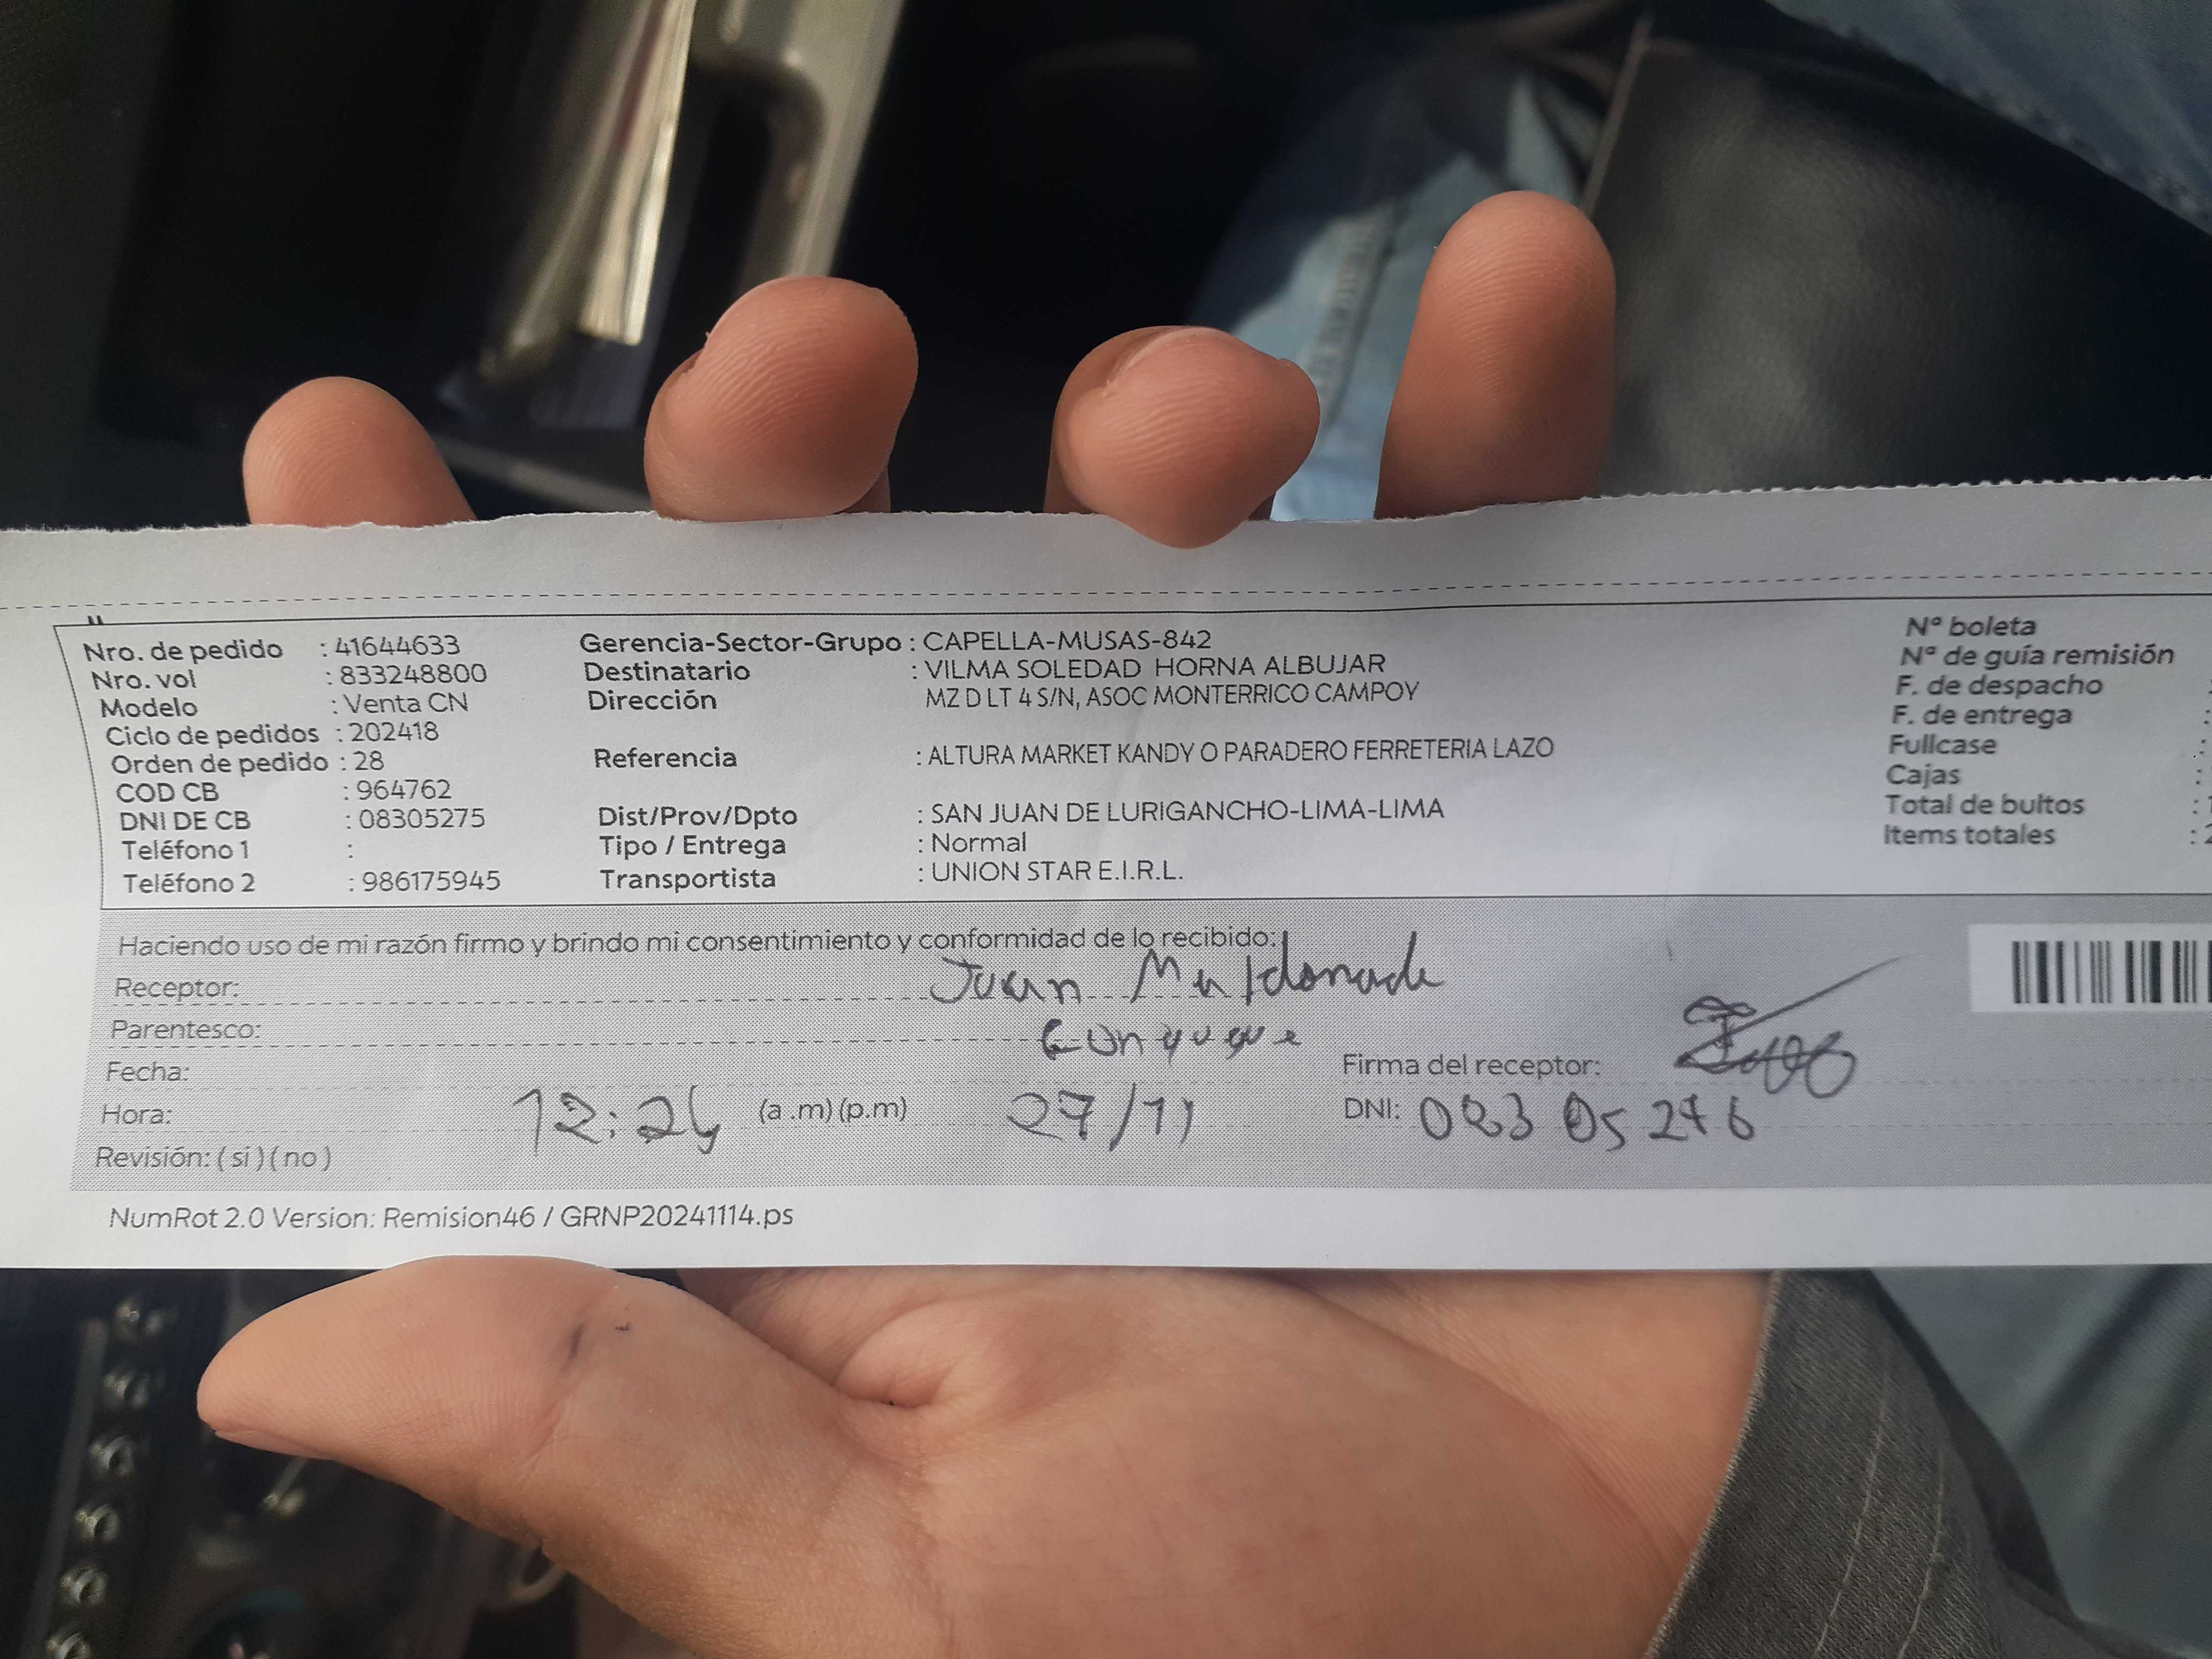 Nro. de pedido : 41644633
Nro. vol : 833248800
Modelo : Venta CN
Ciclo de pedidos : 202418
Orden de pedido : 28
COD CB : 964762
DNI DE CB : 08305275
Teléfono 1 :
Teléfono 2 : 986175945
Gerencia-Sector-Grupo : CAPELLA-MUSAS-842
Destinatario : VILMA SOLEDAD HORNA ALBUJAR
Dirección MZ D LT 4 S/N, ASOC MONTERRICO CAMPOY
Referencia : ALTURA MARKET KANDY O PARADERO FERRETERIA LAZO
Dist/Prov/Dpto : SAN JUAN DE LURIGANCHO-LIMA-LIMA
Tipo / Entrega : Normal
Transportista : UNION STAR E.I.R.L.
Nº boleta
Nº de guía remisión
F. de despacho
F. de entrega :
Fullcase :
Cajas :
Total de bultos : 1
Items totales : 2
Haciendo uso de mi razón firmo y brindo mi consentimiento y conformidad de lo recibido:
Receptor: Juan Maldonado
Parentesco:
Fecha:
Firma del receptor:
Hora: 12:24 (a .m) (p.m) 27/11
DNI: 08305276
Revisión: ( si ) ( no )
NumRot 2.0 Version: Remision46 / GRNP20241114.ps